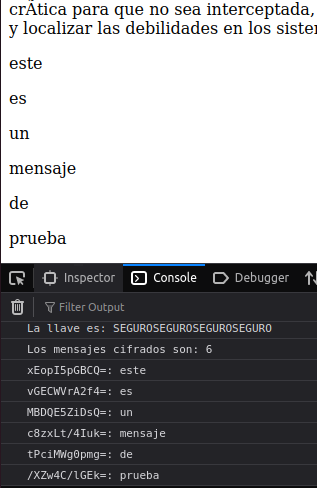 crÃtica para que no sea interceptada,
y localizar las debilidades en los sister
este
es
un
mensaje
de
prueba
Inspector
Console
Debugger
Filter Output
La llave es: SEGUROSEGUROSEGUROSEGURO
Los mensajes cifrados son: 6
xEopI5pGBCQ=: este
vGECWVrA2f4=: es
MBDQE5ZiDsQ=: un
c8zxLt/4Iuk=: mensaje
tPciMWg0pmg=: de
/XZw4C/lGEk=: prueba